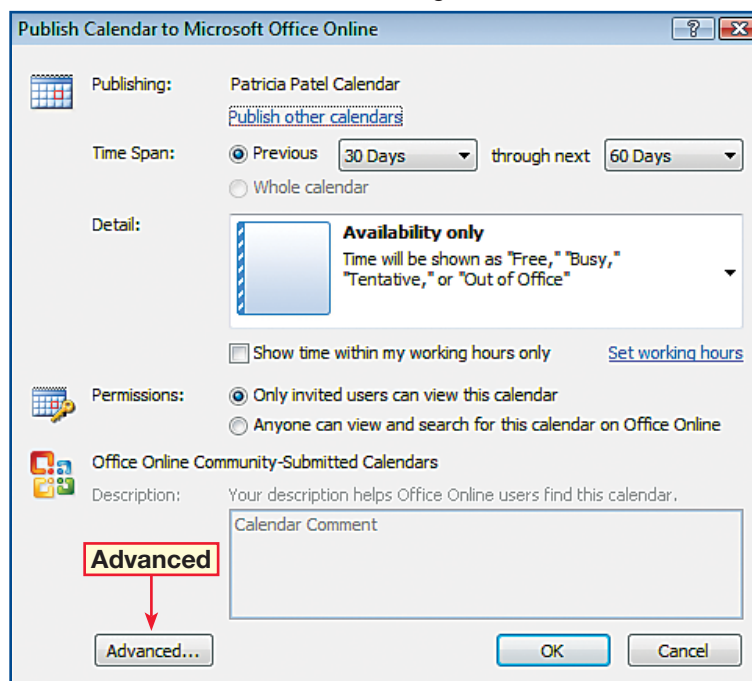 Publish Calendar to Microsoft Office Online
?
Publishing: Patricia Patel Calendar
Publish other calendars
Time Span: Previous 30 Days through next 60 Days
Whole calendar
Detail: Availability only
Time will be shown as "Free," "Busy,"
"Tentative," or "Out of Office"
Show time within my working hours only Set working hours
Permissions: Only invited users can view this calendar
Anyone can view and search for this calendar on Office Online
Office Online Community-Submitted Calendars
Description: Your description helps Office Online users find this calendar.
Calendar Comment
Advanced
Advanced... OK Cancel